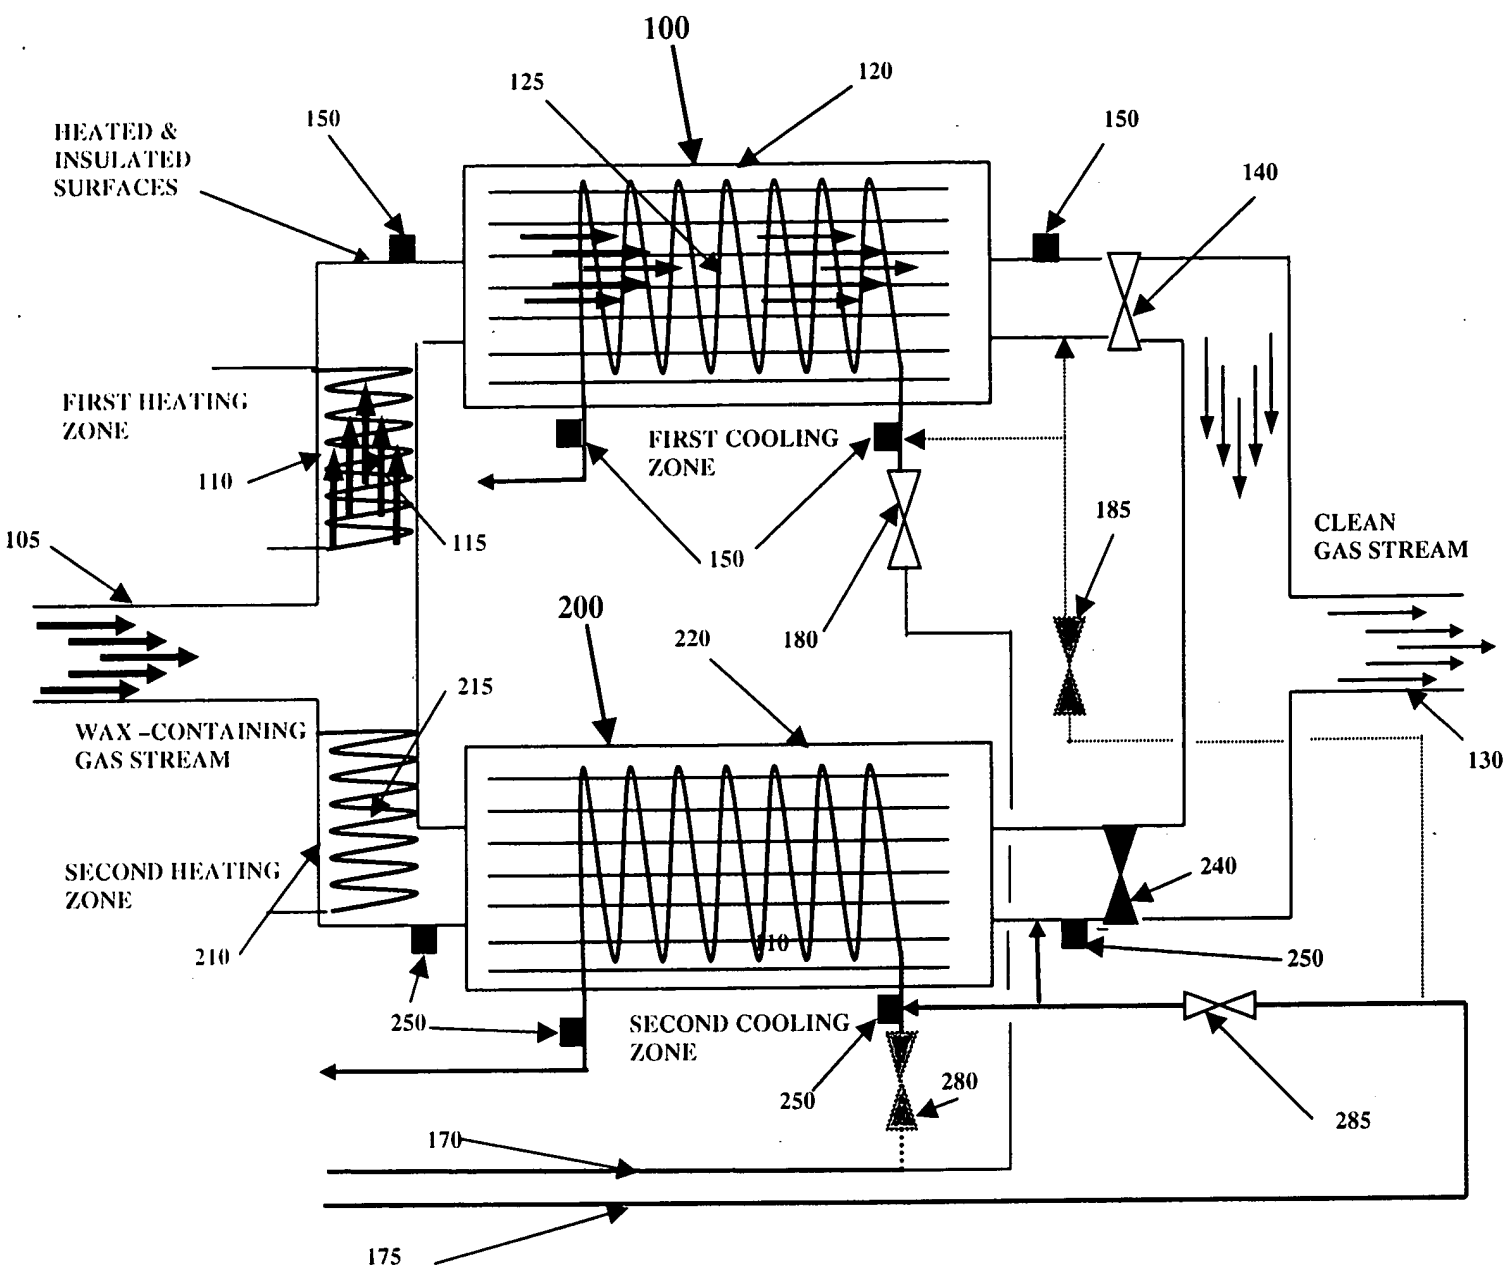 100
125
120
150
150
HEATED &
INSULATED
SURFACES
140
FIRST HEATING
ZONE
110
FIRST COOLING
ZONE
185
105
115
150
CLEAN
GAS STREAM
200
180
220
215
WAX –CONTAINING
GAS STREAM
130
SECOND HEATING
ZONE
240
110
210
250
250
SECOND COOLING
ZONE
250
280
285
170
175